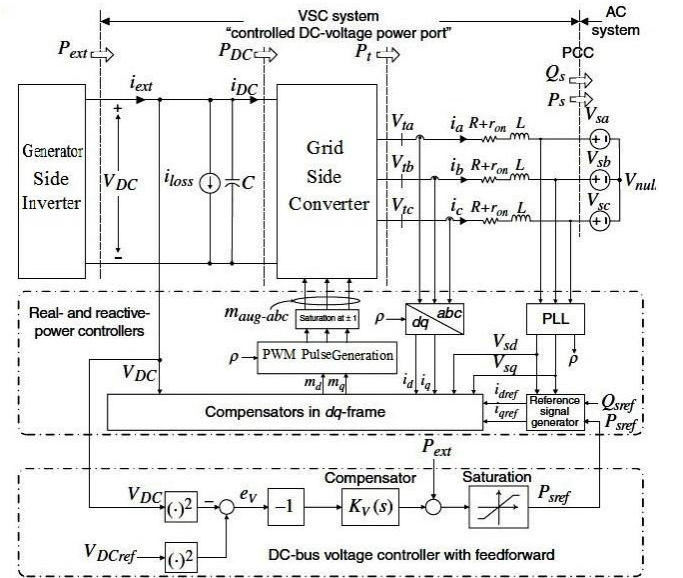 VSC system
"controlled DC-voltage power port"
AC
system
P_ext
P_DC
P_t
PCC
Q_s
P_s
i_ext
i_DC
V_sa
V_ta
i_a R+r_on L
Generator
Side
Inverter
+
V_DC
-
i_loss
C
Grid
Side
Converter
V_tb
i_b R+r_on L
V_sb
V_nul
V_tc
i_c R+r_on L
V_sc
Real- and reactive-
power controllers
m_aug-abc
Saturation at ± 1
ρ
dq
abc
PLL
ρ
PWM PulseGeneration
ρ
V_sd
V_sq
V_DC
m_d m_q
i_d i_q
i_dref
i_qref
Compensators in dq-frame
Reference
signal
generator
Q_sref
P_sref
P_ext
Compensator
Saturation
V_DC
(·)²
-
e_V
-1
K_V(s)
P_sref
V_DCref
(·)²
DC-bus voltage controller with feedforward